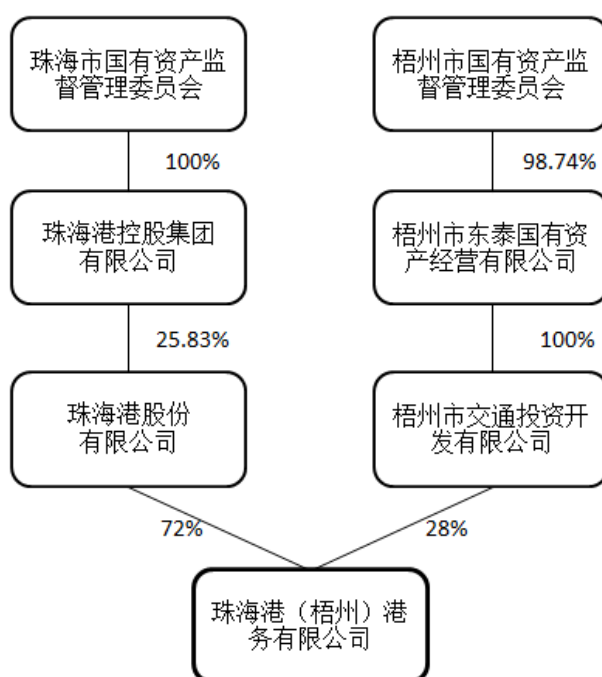 珠海市国有资产监
督管理委员会
梧州市国有资产监
督管理委员会
100%
98.74%
珠海港控股集团
有限公司
梧州市东泰国有资
产经营有限公司
25.83%
100%
珠海港股份
有限公司
梧州市交通投资开
发有限公司
72%
28%
珠海港（梧州）港
务有限公司